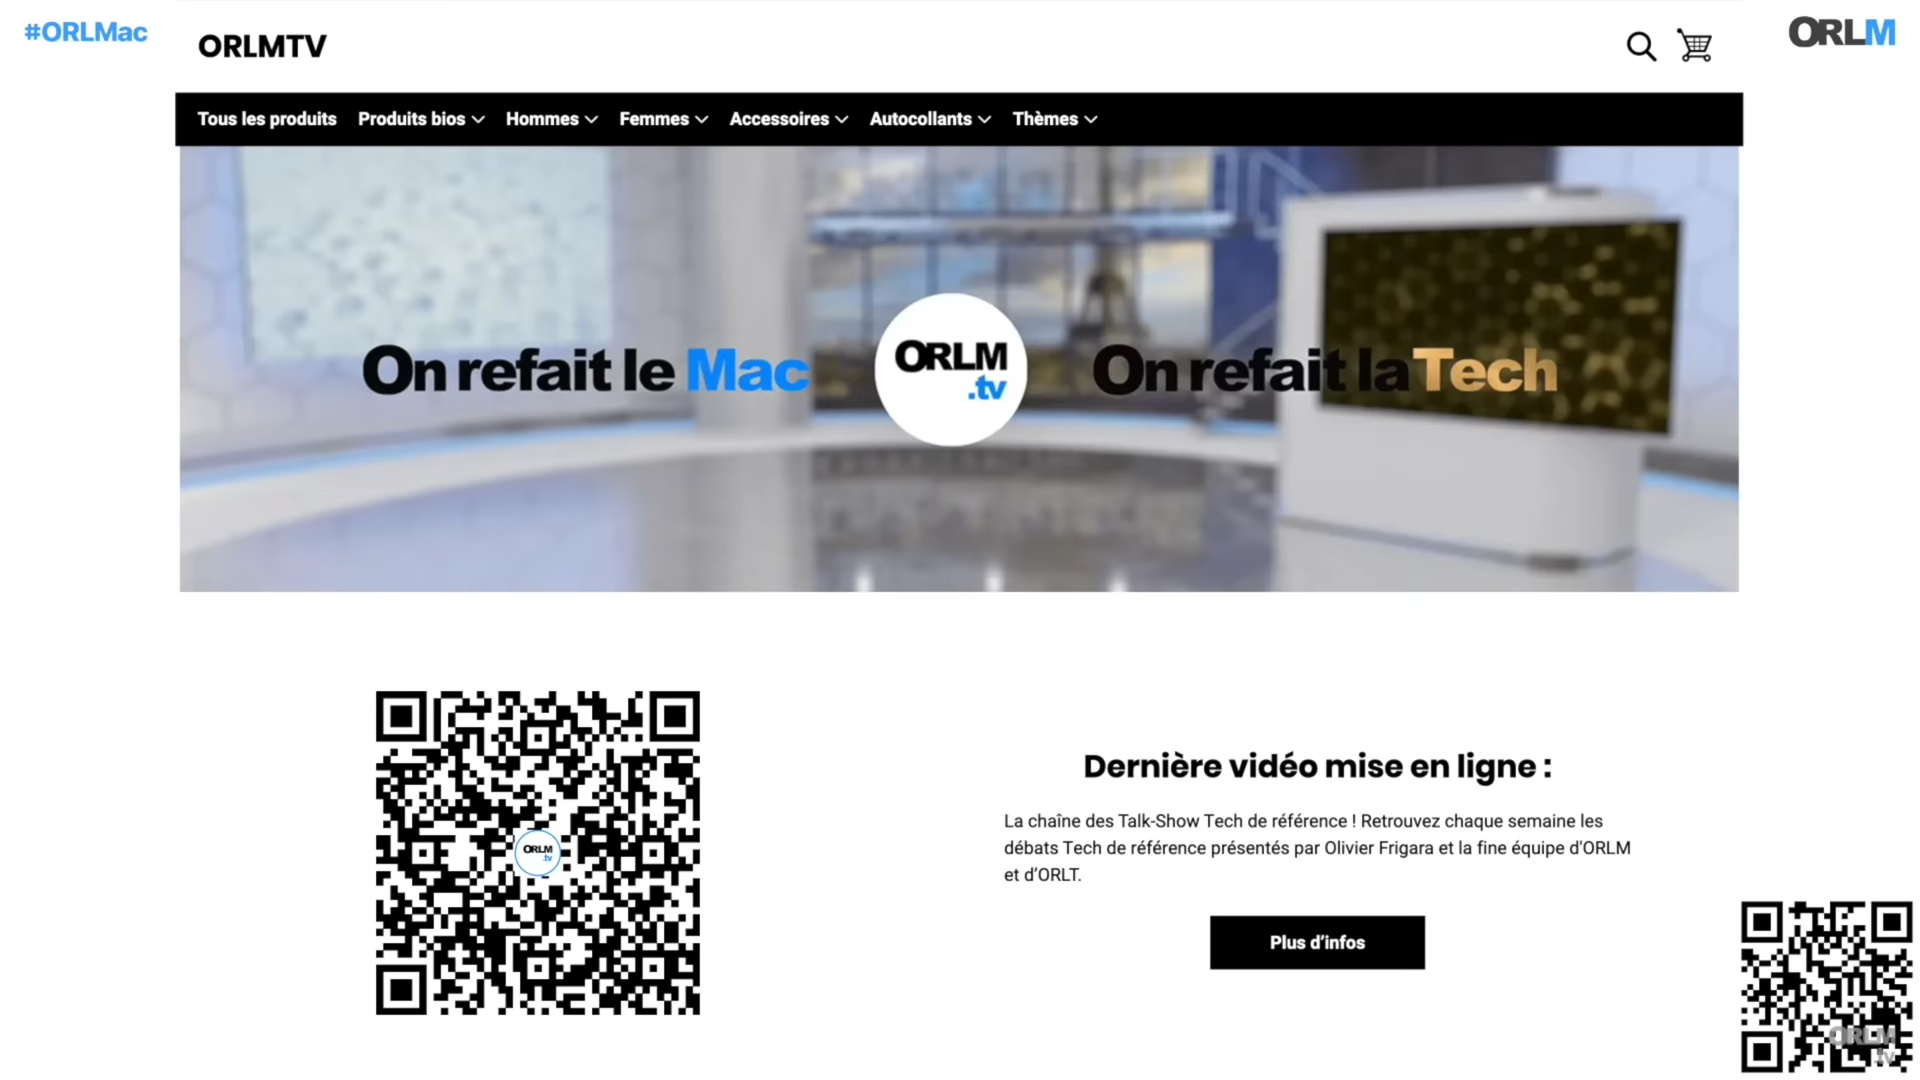 #ORLMac
ORLMTV
ORLM
Tous les produits Produits bios Hommes Femmes Accessoires Autocollants Thèmes
On refait le Mac
ORLM
.tv
On refait la Tech
ORLM
.tv
Dernière vidéo mise en ligne :
La chaîne des Talk-Show Tech de référence ! Retrouvez chaque semaine les
débats Tech de référence présentés par Olivier Frigara et la fine équipe d'ORLM
et d’ORLT.
Plus d’infos
ORLM
.tv